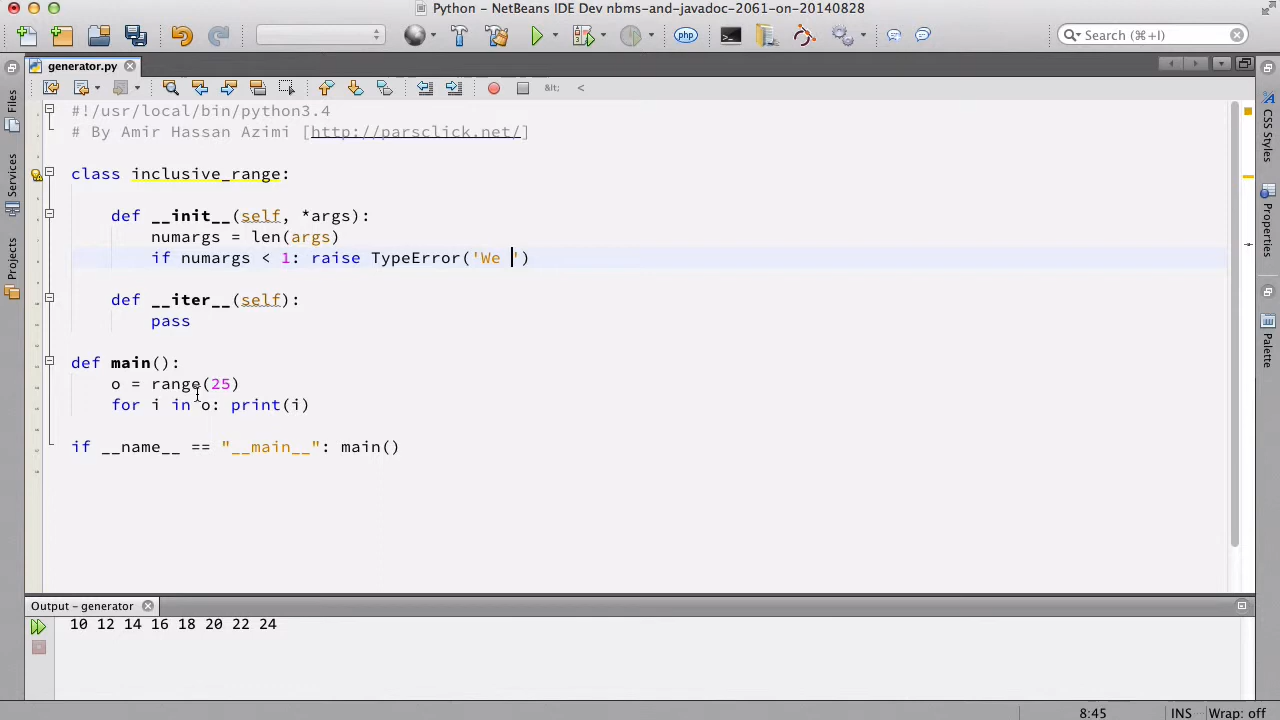 Python - NetBeans IDE Dev nbms-and-javadoc-2061-on-20140828
php
Search (⌘+I)
generator.py
&lt; <
#!/usr/local/bin/python3.4
# By Amir Hassan Azimi [http://parsclick.net/]
class inclusive_range:
def __init__(self, *args):
numargs = len(args)
if numargs < 1: raise TypeError('We ')
def __iter__(self):
pass
def main():
o = range(25)
for i in o: print(i)
if __name__ == "__main__": main()
Files
Services
Projects
CSS Styles
Properties
Palette
Output - generator
10 12 14 16 18 20 22 24
8:45 INS Wrap: off